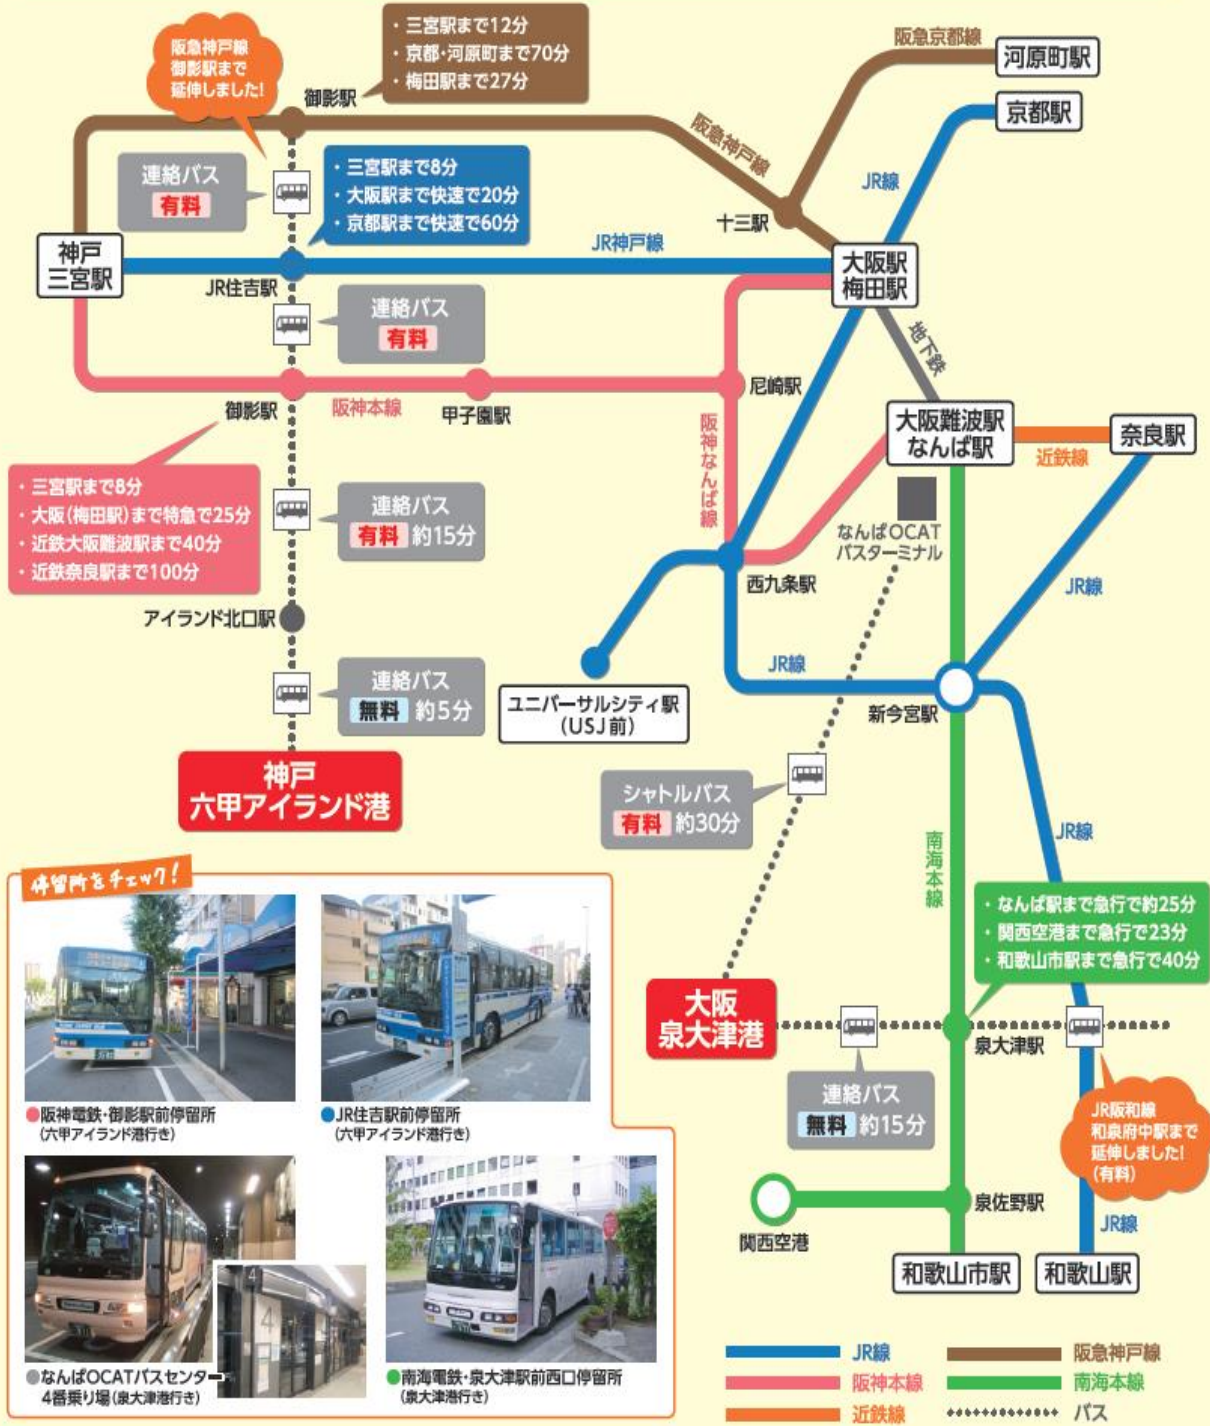 阪急神戸線
御影駅まで
延伸しました!
・三宮駅まで12分
・京都・河原町まで70分
・梅田駅まで27分
御影駅
阪急京都線
河原町駅
京都駅
阪急神戸線
JR線
連絡バス
有料
・三宮駅まで8分
・大阪駅まで快速で20分
・京都駅まで快速で60分
十三駅
神戸
三宮駅
JR神戸線
JR住吉駅
大阪駅
梅田駅
連絡バス
有料
地下鉄
御影駅
阪神本線
甲子園駅
尼崎駅
阪神なんば線
大阪難波駅
なんば駅
近鉄線
奈良駅
・三宮駅まで8分
・大阪(梅田駅)まで特急で25分
・近鉄大阪難波駅まで40分
・近鉄奈良駅まで100分
連絡バス
有料 約15分
なんばOCAT
バスターミナル
西九条駅
JR線
アイランド北口駅
連絡バス
無料 約5分
ユニバーサルシティ駅
(USJ前)
JR線
新今宮駅
神戸
六甲アイランド港
シャトルバス
有料 約30分
南海本線
JR線
停留所をチェック!
・なんば駅まで急行で約25分
・関西空港まで急行で23分
・和歌山市駅まで急行で40分
大阪
泉大津港
泉大津駅
連絡バス
無料 約15分
JR阪和線
和泉府中駅まで
延伸しました!
(有料)
●阪神電鉄・御影駅前停留所
(六甲アイランド港行き)
●JR住吉駅前停留所
(六甲アイランド港行き)
泉佐野駅
関西空港
JR線
和歌山市駅
和歌山駅
4
4
●なんばOCATバスセンター
4番乗り場(泉大津港行き)
●南海電鉄・泉大津駅前西口停留所
(泉大津港行き)
JR線
阪急神戸線
阪神本線
南海本線
近鉄線
バス